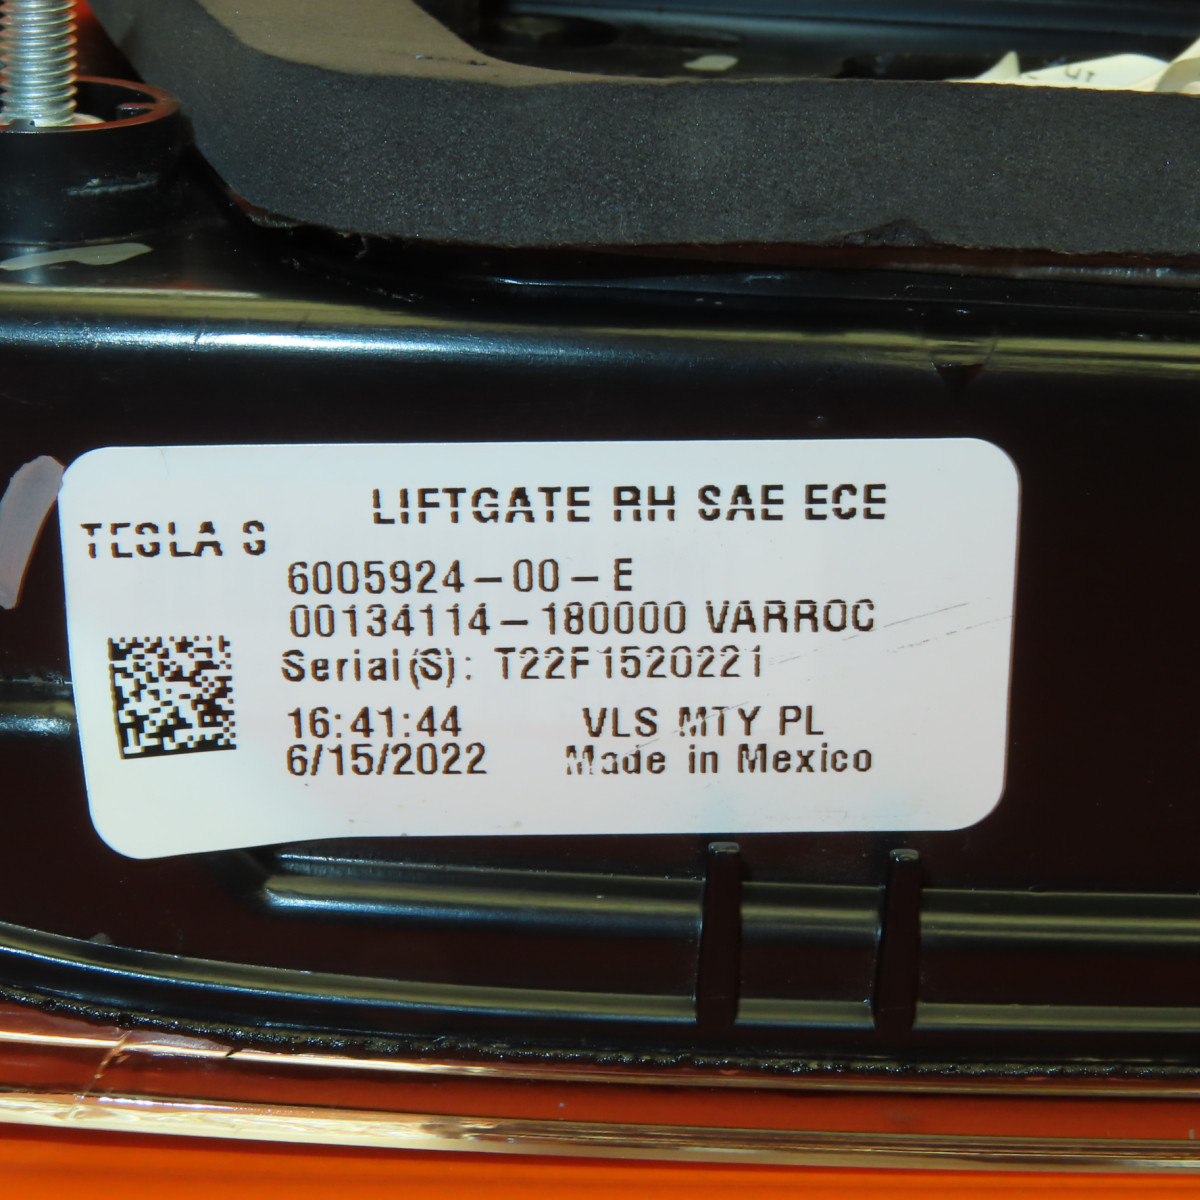 LIFTGATE RH SAE ECE
TESLA S
6005924-00-E
00134114-180000 VARROC
Serial(S): T22F1520221
16:41:44 VLS MTY PL
6/15/2022 Made in Mexico